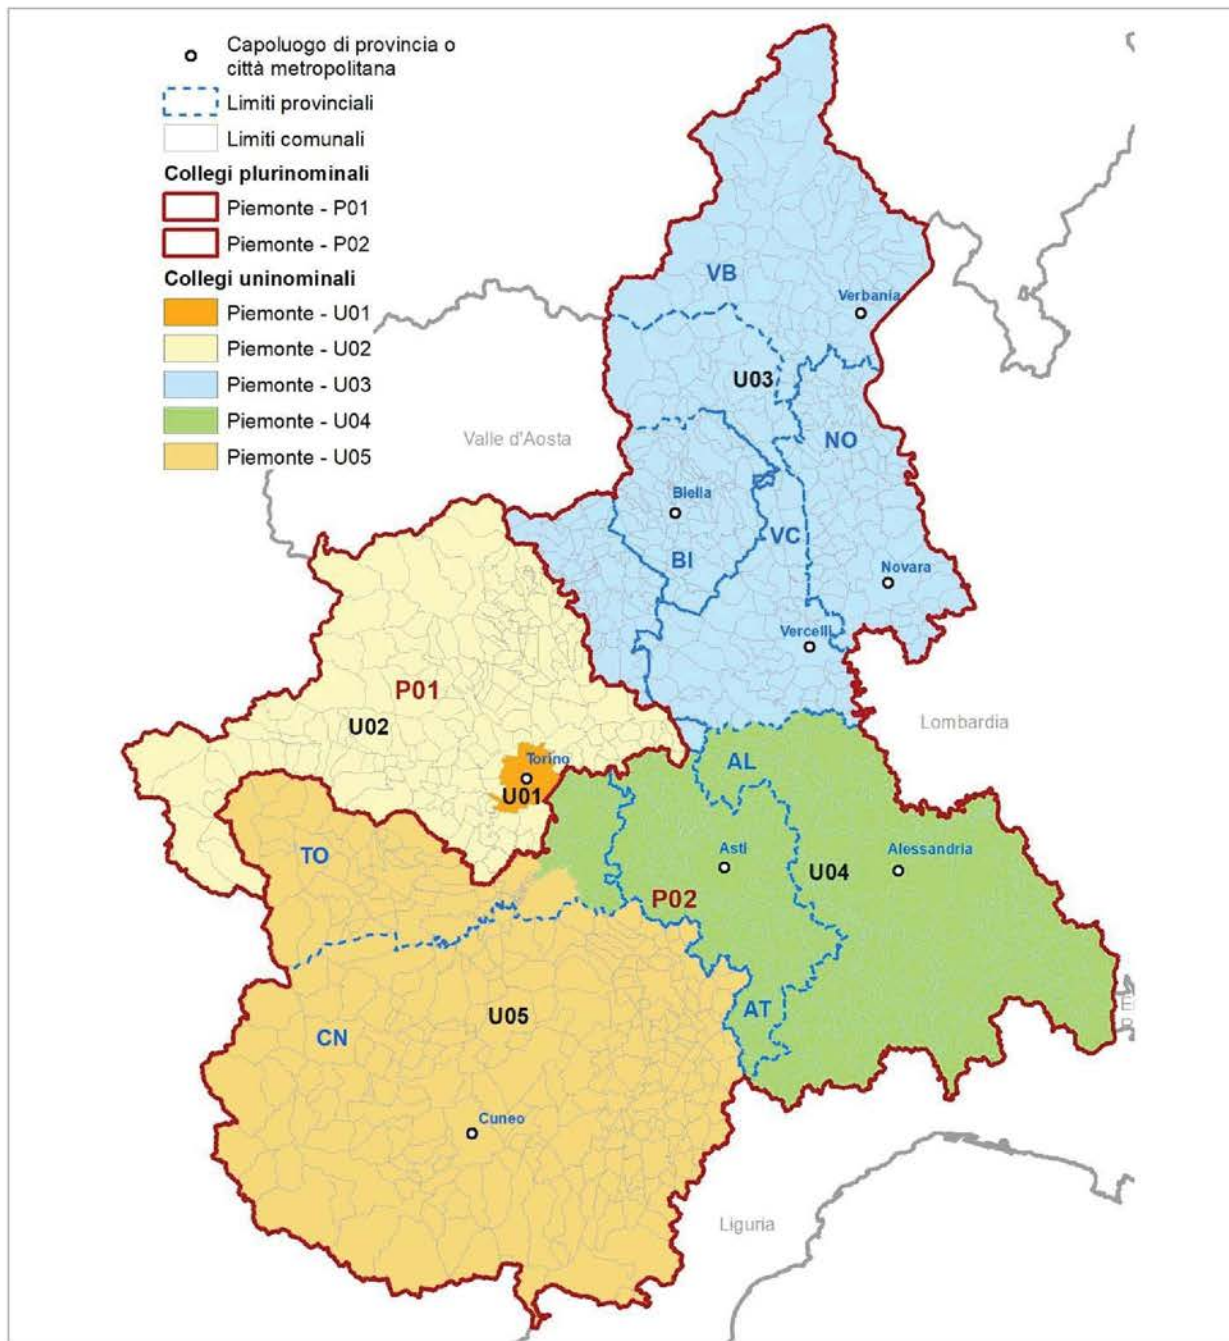 Capoluogo di provincia o
città metropolitana
Limiti provinciali
Limiti comunali
Collegi plurinominali
Piemonte - P01
Piemonte - P02
Collegi uninominali
Piemonte - U01
Piemonte - U02
Piemonte - U03
Piemonte - U04
Piemonte - U05
VB
Verbania
U03
Valle d'Aosta
NO
Biella
VC
BI
Novara
Vercelli
P01
U02
Lombardia
Torino
AL
U01
TO
Asti
U04
Alessandria
P02
AT
U05
CN
Cuneo
Liguria